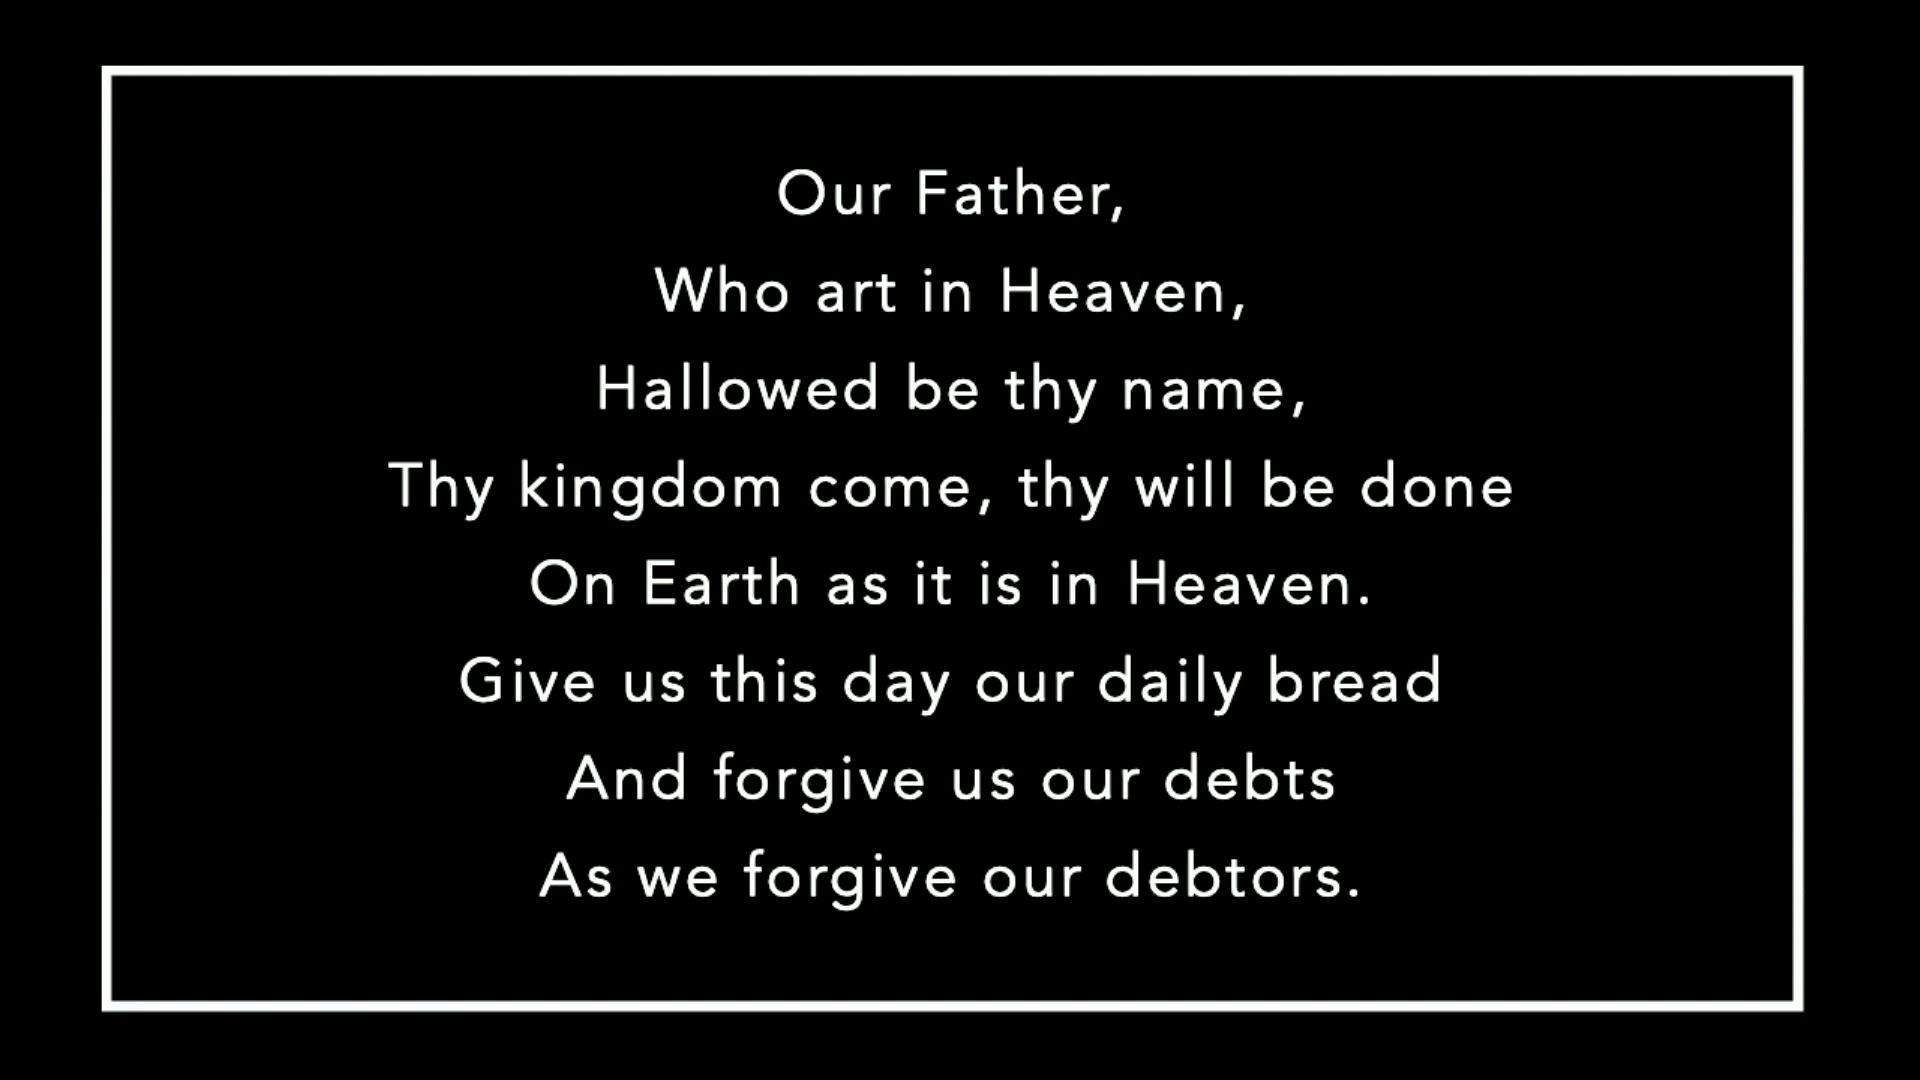 Our Father,
Who art in Heaven,
Hallowed be thy name,
Thy kingdom come, thy will be done
On Earth as it is in Heaven.
Give us this day our daily bread
And forgive us our debts
As we forgive our debtors.